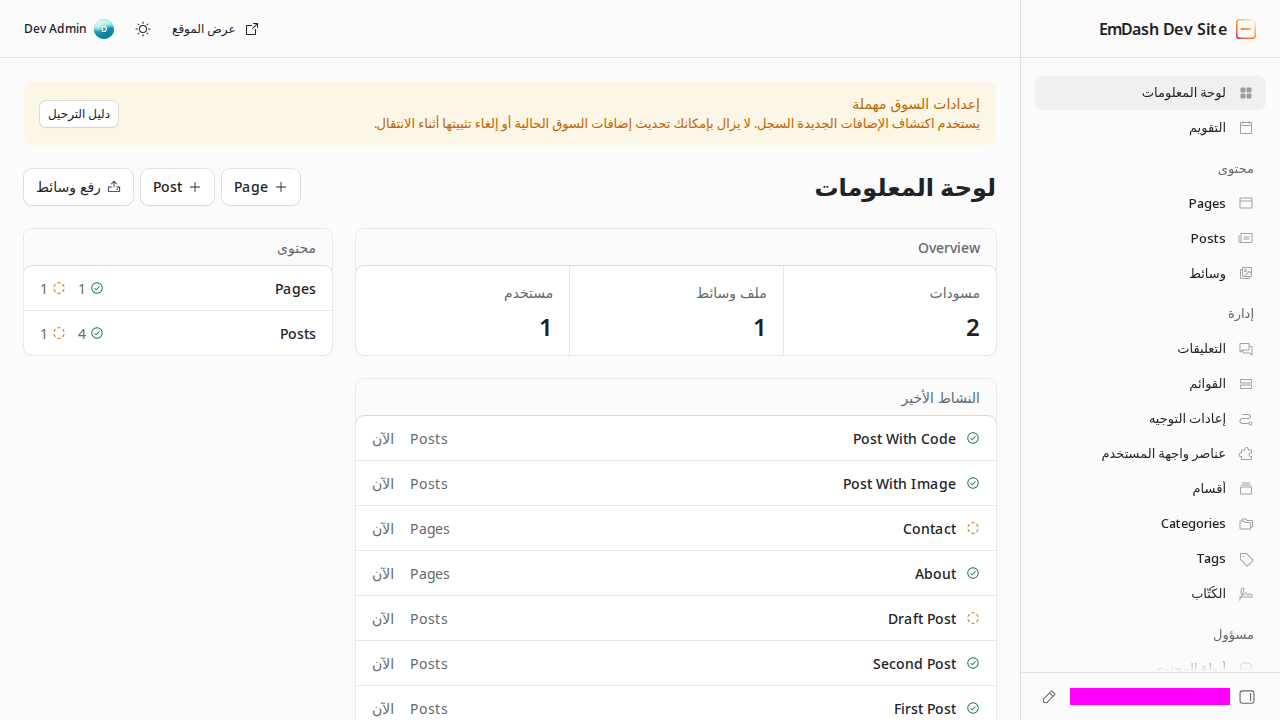 EmDash Dev Site
عرض الموقع
Dev Admin
D
لوحة المعلومات
التقويم
محتوى
Pages
Posts
وسائط
إدارة
التعليقات
القوائم
إعادات التوجيه
عناصر واجهة المستخدم
أقسام
Categories
Tags
الكُتّاب
مسؤول
أنواع المحتوى
إعدادات السوق مهملة
يستخدم اكتشاف الإضافات الجديدة السجل. لا يزال بإمكانك تحديث إضافات السوق الحالية أو إلغاء تثبيتها أثناء الانتقال.
دليل الترحيل
لوحة المعلومات
Page
Post
رفع وسائط
Overview
مسودات
ملف وسائط
مستخدم
2
1
1
محتوى
Pages 1 1
Posts 4 1
النشاط الأخير
Post With Code Posts الآن
Post With Image Posts الآن
Contact Pages الآن
About Pages الآن
Draft Post Posts الآن
Second Post Posts الآن
First Post Posts الآن